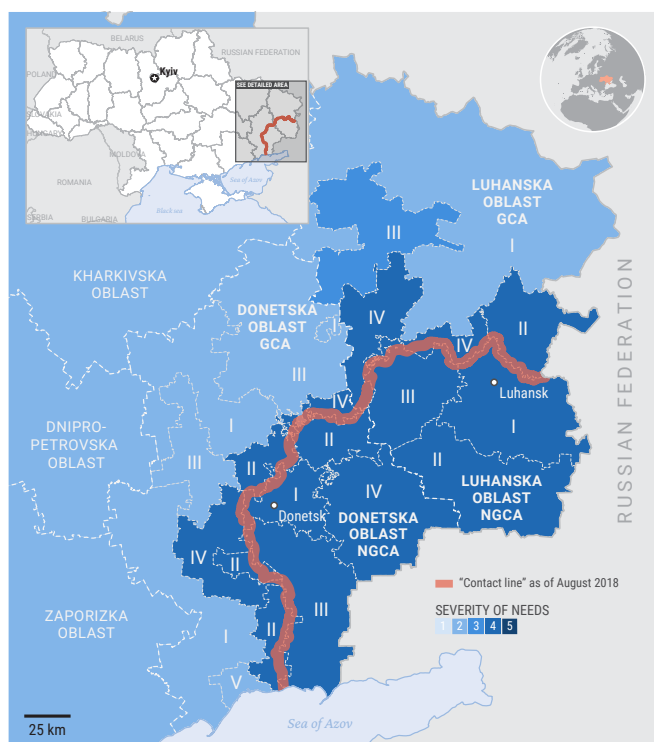 BELARUS
RUSSIAN FEDERATION
POLAND
Kyiv
SEE DETAILED AREA
SLOVAKIA
HUNGARY
MOLDOVA
ROMANIA
Sea of Azov
Black sea
SERBIA
BULGARIA
LUHANSKA
OBLAST
GCA
I
III
KHARKIVSKA
OBLAST
DONETSKA
OBLAST
GCA
I
IV
IV
II
III
IV
III
Luhansk
I
RUSSIAN FEDERATION
DNIPRO-
PETROVSKA
OBLAST
I
III
II
II
II
I
Donetsk
IV
DONETSKA
OBLAST
NGCA
LUHANSKA
OBLAST
NGCA
IV
II
"Contact line" as of August 2018
SEVERITY OF NEEDS
1 2 3 4 5
ZAPORIZKA
OBLAST
I
II
III
V
25 km
Sea of Azov